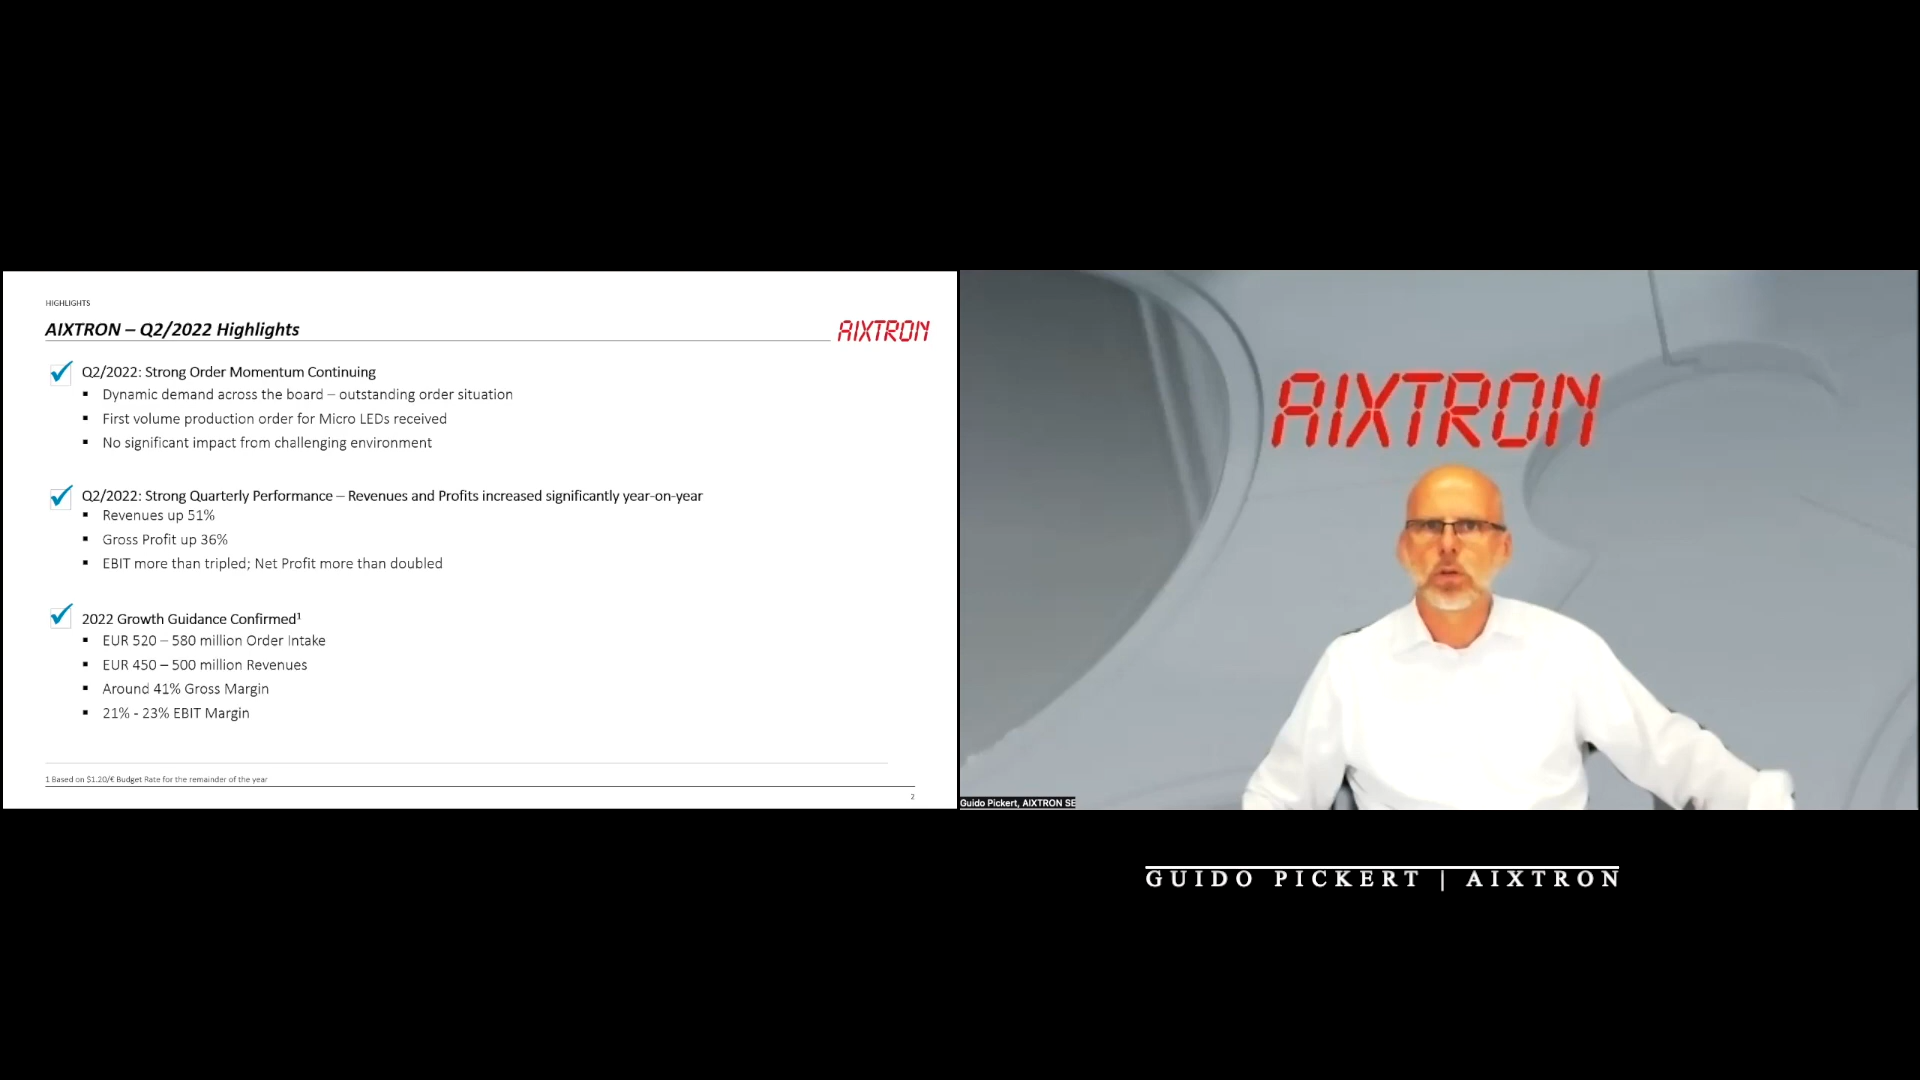 HIGHLIGHTS
AIXTRON – Q2/2022 Highlights
AIXTRON
Q2/2022: Strong Order Momentum Continuing
▪ Dynamic demand across the board – outstanding order situation
▪ First volume production order for Micro LEDs received
▪ No significant impact from challenging environment
Q2/2022: Strong Quarterly Performance – Revenues and Profits increased significantly year-on-year
▪ Revenues up 51%
▪ Gross Profit up 36%
▪ EBIT more than tripled; Net Profit more than doubled
2022 Growth Guidance Confirmed¹
▪ EUR 520 – 580 million Order Intake
▪ EUR 450 – 500 million Revenues
▪ Around 41% Gross Margin
▪ 21% - 23% EBIT Margin
1 Based on $1.20/€ Budget Rate for the remainder of the year
2
AIXTRON
Guido Pickert, AIXTRON SE
GUIDO PICKERT | AIXTRON